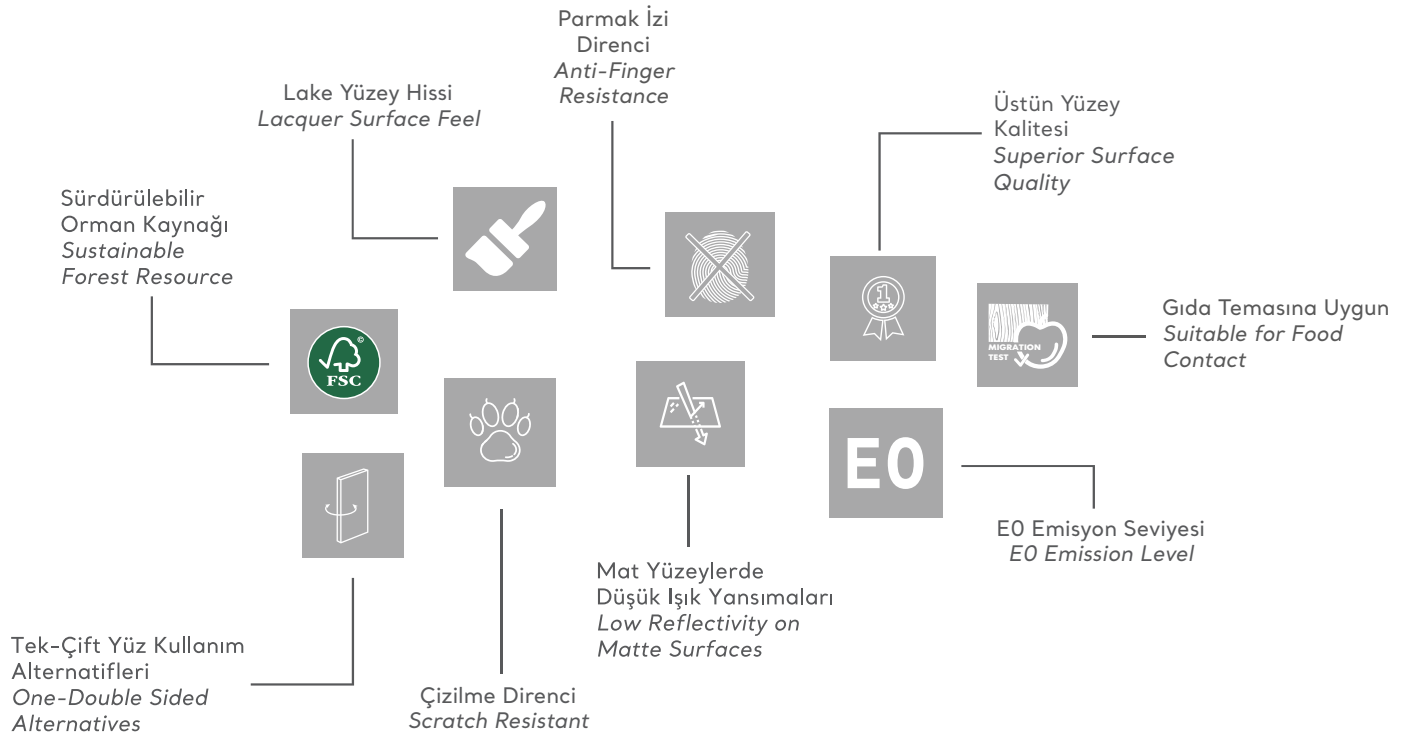 Parmak İzi
Direnci
Anti-Finger
Resistance
Lake Yüzey Hissi
Lacquer Surface Feel
Üstün Yüzey
Kalitesi
Superior Surface
Quality
Sürdürülebilir
Orman Kaynağı
Sustainable
Forest Resource
1
©
FSC
MIGRATION
TEST
Gıda Temasına Uygun
Suitable for Food
Contact
E0
E0 Emisyon Seviyesi
E0 Emission Level
Mat Yüzeylerde
Düşük Işık Yansımaları
Low Reflectivity on
Matte Surfaces
Tek-Çift Yüz Kullanım
Alternatifleri
One-Double Sided
Alternatives
Çizilme Direnci
Scratch Resistant